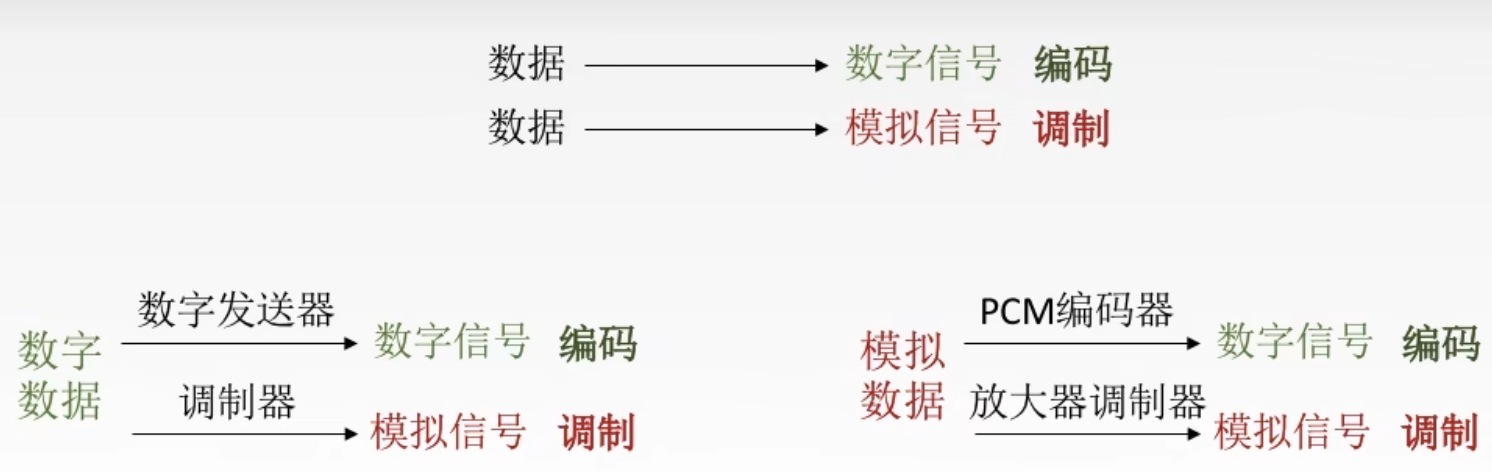 数据 数字信号 编码
数据 模拟信号 调制
数字发送器
数字数据 数字信号 编码
调制器
模拟信号 调制
PCM编码器
模拟数据 数字信号 编码
放大器调制器
模拟信号 调制